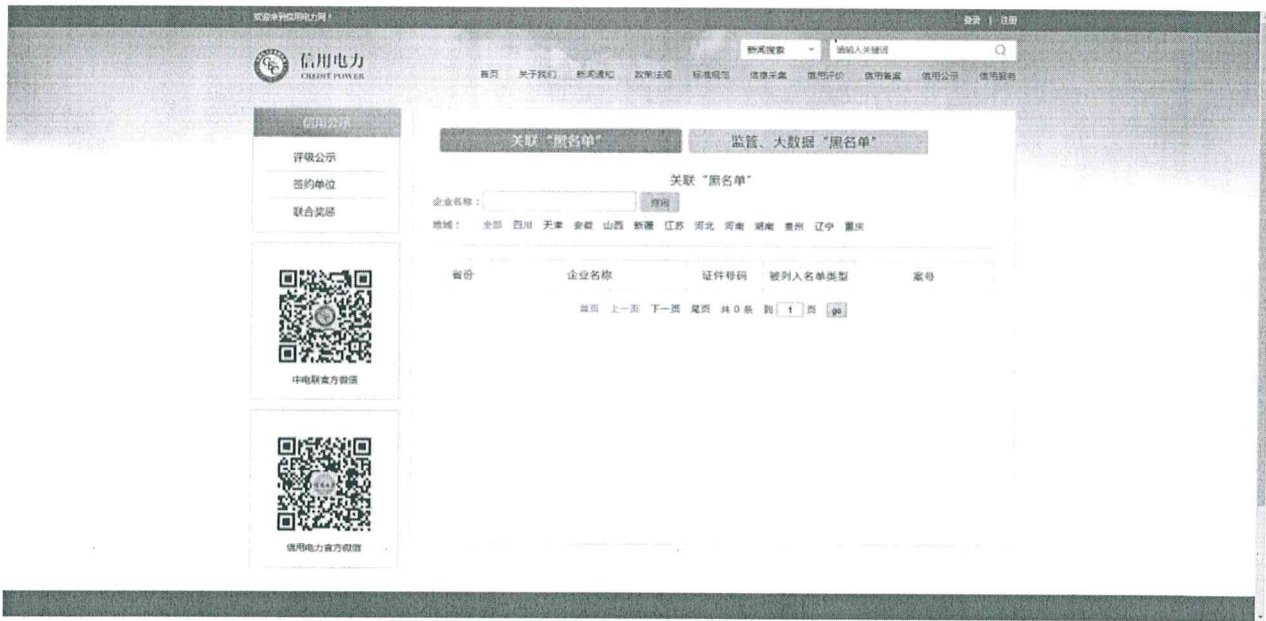 欢迎来到信用电力网！
登录 | 注册
信用电力
CREDIT POWER
新闻搜索
请输入关键词
首页 关于我们 新闻通知 政策法规 标准规范 信息采集 信用评价 信用备案 信用公示 信用服务
信用公示
评级公示
签约单位
联合奖惩
关联“黑名单”
监管、大数据“黑名单”
关联“黑名单”
企业名称：
查询
地域： 全部 四川 天津 安徽 山西 新疆 江苏 河北 河南 湖南 贵州 辽宁 重庆
省份 企业名称 证件号码 被列入名单类型 案号
首页 上一页 下一页 尾页 共 0 条 到 1 页 go
中电联官方微信
信用电力官方微信